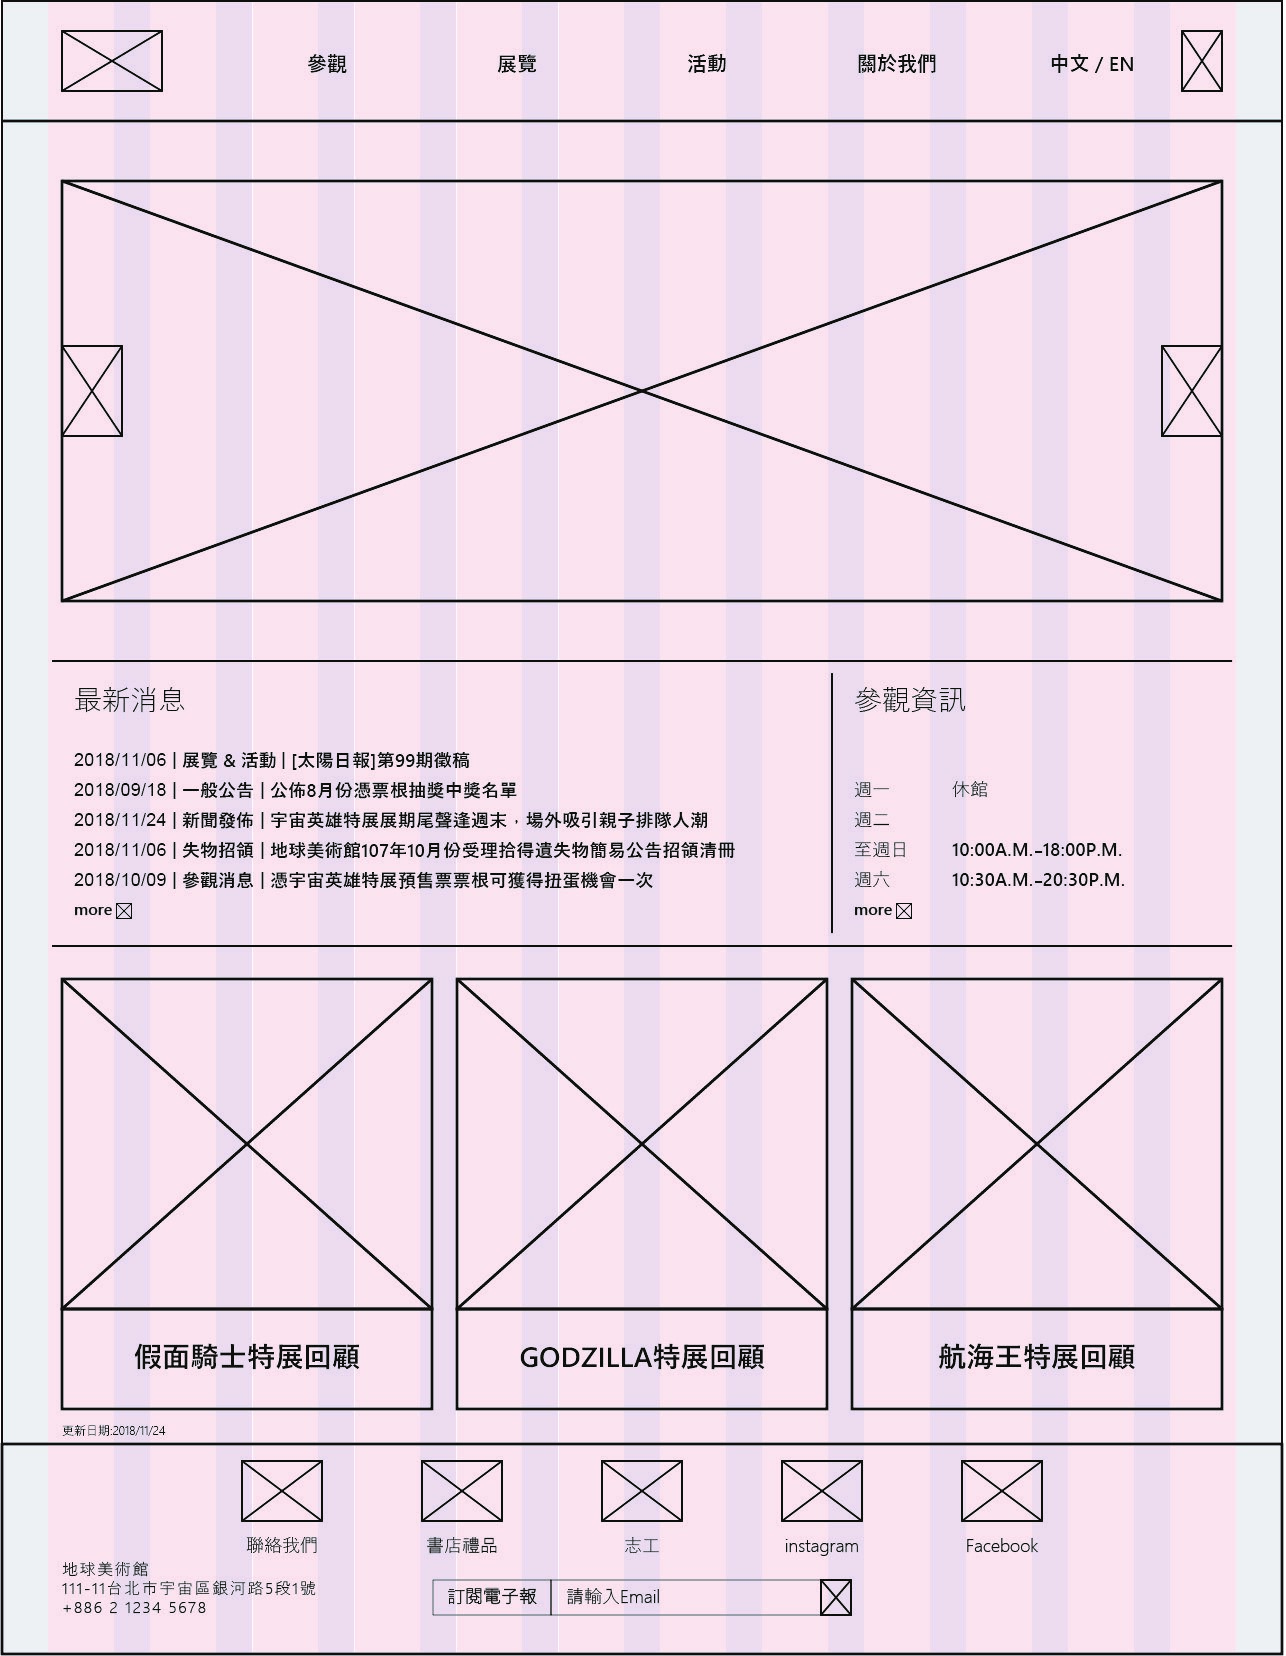 參觀
展覽
活動
關於我們
中文 / EN
最新消息
2018/11/06 | 展覽 & 活動 | [太陽日報]第99期徵稿
2018/09/18 | 一般公告 | 公佈8月份憑票根抽獎中獎名單
2018/11/24 | 新聞發佈 | 宇宙英雄特展展期尾聲逢週末，場外吸引親子排隊人潮
2018/11/06 | 失物招領 | 地球美術館107年10月份受理拾得遺失物簡易公告招領清冊
2018/10/09 | 參觀消息 | 憑宇宙英雄特展預售票票根可獲得扭蛋機會一次
more
參觀資訊
週一 休館
週二
至週日 10:00A.M.-18:00P.M.
週六 10:30A.M.-20:30P.M.
more
假面騎士特展回顧
GODZILLA特展回顧
航海王特展回顧
更新日期:2018/11/24
聯絡我們
書店禮品
志工
instagram
Facebook
地球美術館
111-11台北市宇宙區銀河路5段1號
+886 2 1234 5678
訂閱電子報
請輸入Email